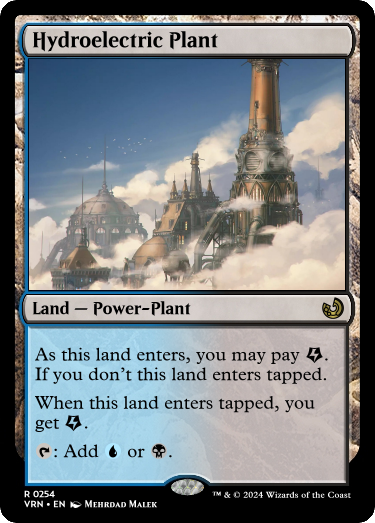 Hydroelectric Plant
Land — Power-Plant
As this land enters, you may pay .
If you don't this land enters tapped.
When this land enters tapped, you
get .
: Add or .
R 0254
VRN • EN Mehrdad Malek
™ & © 2024 Wizards of the Coast